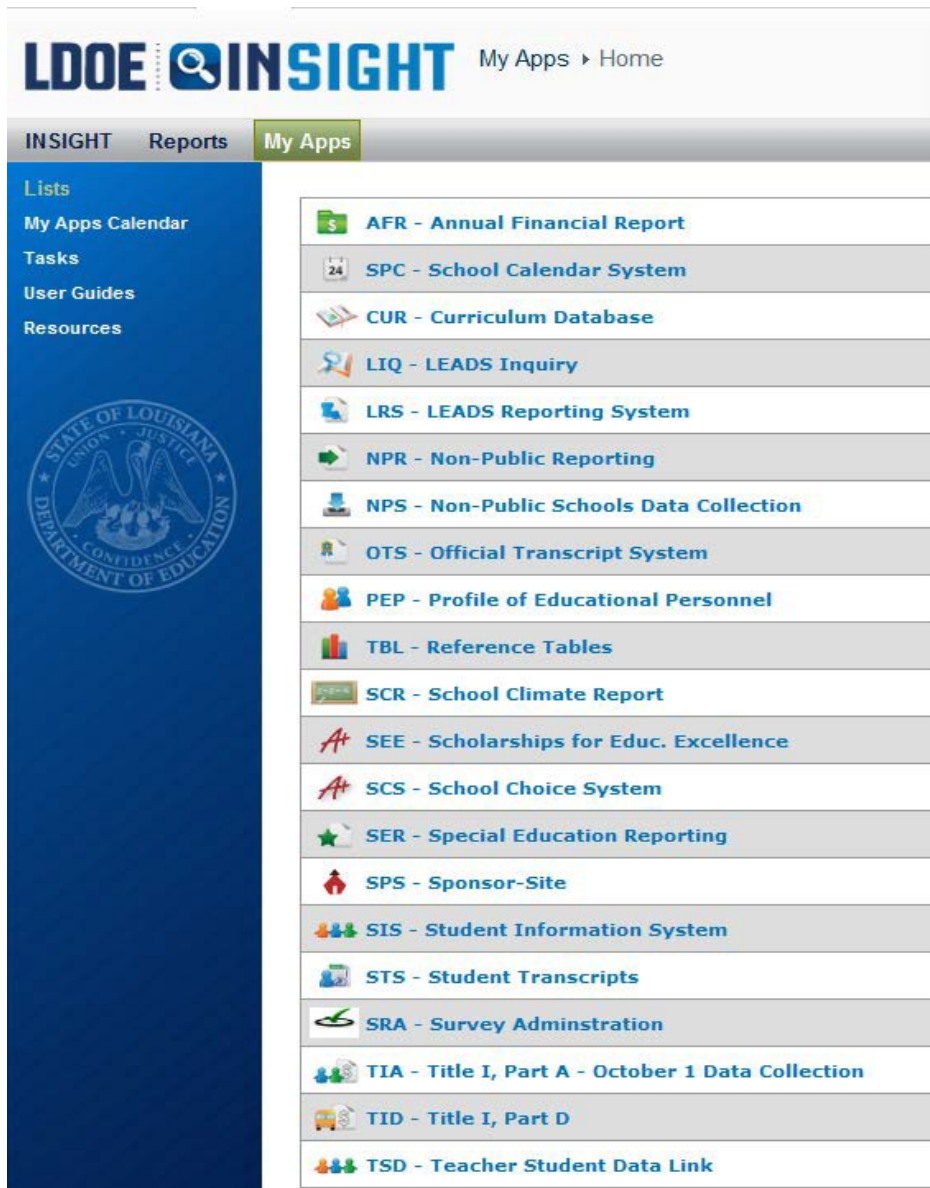 LDOE INSIGHT My Apps ▸ Home
INSIGHT Reports My Apps
Lists
My Apps Calendar
Tasks
User Guides
Resources
STATE OF LOUISIANA
UNION · JUSTICE
CONFIDENCE
DEPARTMENT OF EDUCATION
AFR - Annual Financial Report
24
SPC - School Calendar System
CUR - Curriculum Database
LIQ - LEADS Inquiry
LRS - LEADS Reporting System
NPR - Non-Public Reporting
NPS - Non-Public Schools Data Collection
OTS - Official Transcript System
PEP - Profile of Educational Personnel
TBL - Reference Tables
SCR - School Climate Report
A+ SEE - Scholarships for Educ. Excellence
A+ SCS - School Choice System
SER - Special Education Reporting
SPS - Sponsor-Site
SIS - Student Information System
STS - Student Transcripts
SRA - Survey Adminstration
TIA - Title I, Part A - October 1 Data Collection
TID - Title I, Part D
TSD - Teacher Student Data Link